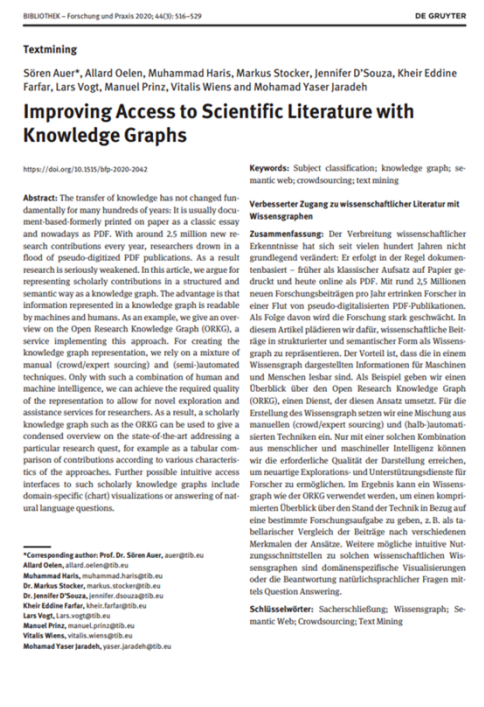 BIBLIOTHEK – Forschung und Praxis 2020; 44(3): 516–529
DE GRUYTER
Textmining
Sören Auer*, Allard Oelen, Muhammad Haris, Markus Stocker, Jennifer D’Souza, Kheir Eddine
Farfar, Lars Vogt, Manuel Prinz, Vitalis Wiens and Mohamad Yaser Jaradeh
Improving Access to Scientific Literature with
Knowledge Graphs
https://doi.org/10.1515/bfp-2020-2042
Abstract: The transfer of knowledge has not changed fun-
damentally for many hundreds of years: It is usually docu-
ment-based-formerly printed on paper as a classic essay
and nowadays as PDF. With around 2.5 million new re-
search contributions every year, researchers drown in a
flood of pseudo-digitized PDF publications. As a result
research is seriously weakened. In this article, we argue for
representing scholarly contributions in a structured and
semantic way as a knowledge graph. The advantage is that
information represented in a knowledge graph is readable
by machines and humans. As an example, we give an over-
view on the Open Research Knowledge Graph (ORKG), a
service implementing this approach. For creating the
knowledge graph representation, we rely on a mixture of
manual (crowd/expert sourcing) and (semi-)automated
techniques. Only with such a combination of human and
machine intelligence, we can achieve the required quality
of the representation to allow for novel exploration and
assistance services for researchers. As a result, a scholarly
knowledge graph such as the ORKG can be used to give a
condensed overview on the state-of-the-art addressing a
particular research quest, for example as a tabular com-
parison of contributions according to various characteris-
tics of the approaches. Further possible intuitive access
interfaces to such scholarly knowledge graphs include
domain-specific (chart) visualizations or answering of nat-
ural language questions.
*Corresponding author: Prof. Dr. Sören Auer, auer@tib.eu
Allard Oelen, allard.oelen@tib.eu
Muhammad Haris, muhammad.haris@tib.eu
Dr. Markus Stocker, markus.stocker@tib.eu
Dr. Jennifer D’Souza, jennifer.dsouza@tib.eu
Kheir Eddine Farfar, kheir.farfar@tib.eu
Lars Vogt, Lars.vogt@tib.eu
Manuel Prinz, manuel.prinz@tib.eu
Vitalis Wiens, vitalis.wiens@tib.eu
Mohamad Yaser Jaradeh, yaser.jaradeh@tib.eu
Keywords: Subject classification; knowledge graph; se-
mantic web; crowdsourcing; text mining
Verbesserter Zugang zu wissenschaftlicher Literatur mit
Wissensgraphen
Zusammenfassung: Der Verbreitung wissenschaftlicher
Erkenntnisse hat sich seit vielen hundert Jahren nicht
grundlegend verändert: Er erfolgt in der Regel dokumen-
tenbasiert – früher als klassischer Aufsatz auf Papier ge-
druckt und heute online als PDF. Mit rund 2,5 Millionen
neuen Forschungsbeiträgen pro Jahr ertrinken Forscher in
einer Flut von pseudo-digitalisierten PDF-Publikationen.
Als Folge davon wird die Forschung stark geschwächt. In
diesem Artikel plädieren wir dafür, wissenschaftliche Beit-
räge in strukturierter und semantischer Form als Wissens-
graph zu repräsentieren. Der Vorteil ist, dass die in einem
Wissensgraph dargestellten Informationen für Maschinen
und Menschen lesbar sind. Als Beispiel geben wir einen
Überblick über den Open Research Knowledge Graph
(ORKG), einen Dienst, der diesen Ansatz umsetzt. Für die
Erstellung des Wissensgraph setzen wir eine Mischung aus
manuellen (crowd/expert sourcing) und (halb-)automati-
sierten Techniken ein. Nur mit einer solchen Kombination
aus menschlicher und maschineller Intelligenz können
wir die erforderliche Qualität der Darstellung erreichen,
um neuartige Explorations- und Unterstützungsdienste für
Forscher zu ermöglichen. Im Ergebnis kann ein Wissens-
graph wie der ORKG verwendet werden, um einen kompri-
mierten Überblick über den Stand der Technik in Bezug auf
eine bestimmte Forschungsaufgabe zu geben, z. B. als ta-
bellarischer Vergleich der Beiträge nach verschiedenen
Merkmalen der Ansätze. Weitere mögliche intuitive Nut-
zungsschnittstellen zu solchen wissenschaftlichen Wis-
sensgraphen sind domänenspezifische Visualisierungen
oder die Beantwortung natürlichsprachlicher Fragen mit-
tels Question Answering.
Schlüsselwörter: Sacherschließung; Wissensgraph; Se-
mantic Web; Crowdsourcing; Text Mining